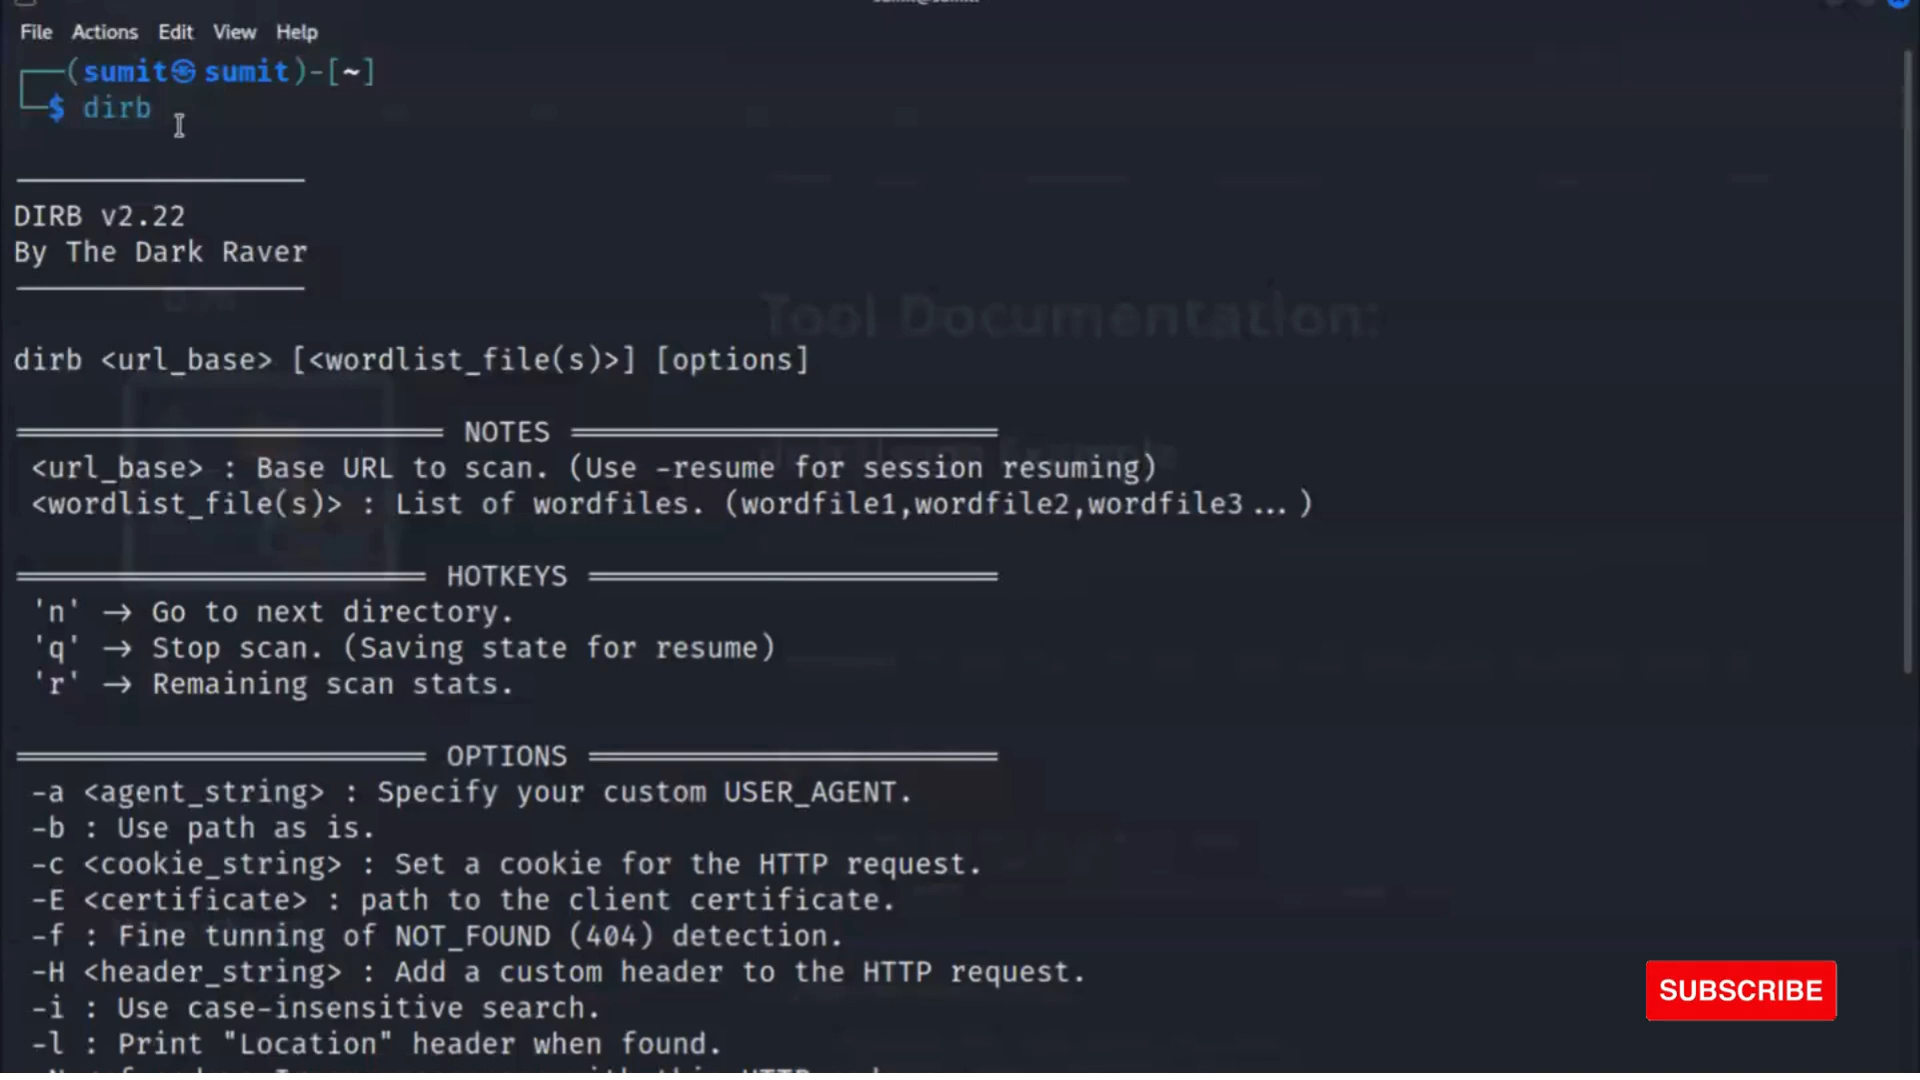 File Actions Edit View Help
(sumit㉿sumit)-[~]
$ dirb
DIRB v2.22
By The Dark Raver
dirb <url_base> [<wordlist_file(s)>] [options]
NOTES
<url_base> : Base URL to scan. (Use -resume for session resuming)
<wordlist_file(s)> : List of wordfiles. (wordfile1,wordfile2,wordfile3...)
Tool Documentation:
HOTKEYS
'n' → Go to next directory.
'q' → Stop scan. (Saving state for resume)
'r' → Remaining scan stats.
OPTIONS
-a <agent_string> : Specify your custom USER_AGENT.
-b : Use path as is.
-c <cookie_string> : Set a cookie for the HTTP request.
-E <certificate> : path to the client certificate.
-f : Fine tunning of NOT_FOUND (404) detection.
-H <header_string> : Add a custom header to the HTTP request.
-i : Use case-insensitive search.
-l : Print "Location" header when found.
SUBSCRIBE